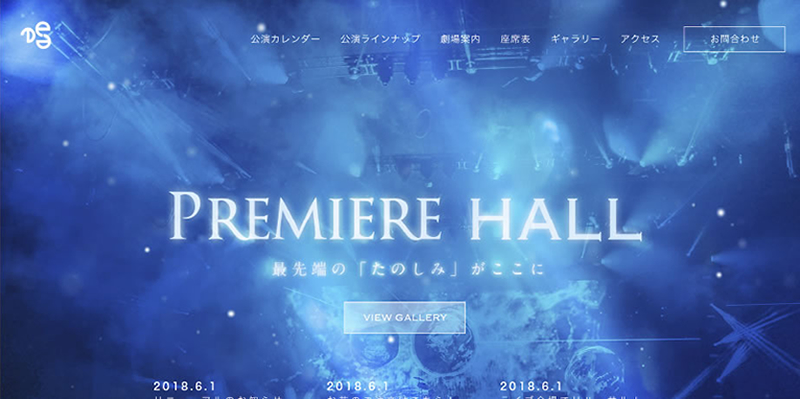 公演カレンダー 公演ラインナップ 劇場案内 座席表 ギャラリー アクセス お問合わせ
PREMIERE HALL
最先端の「たのしみ」がここに
VIEW GALLERY
2018.6.1 2018.6.1 2018.6.1